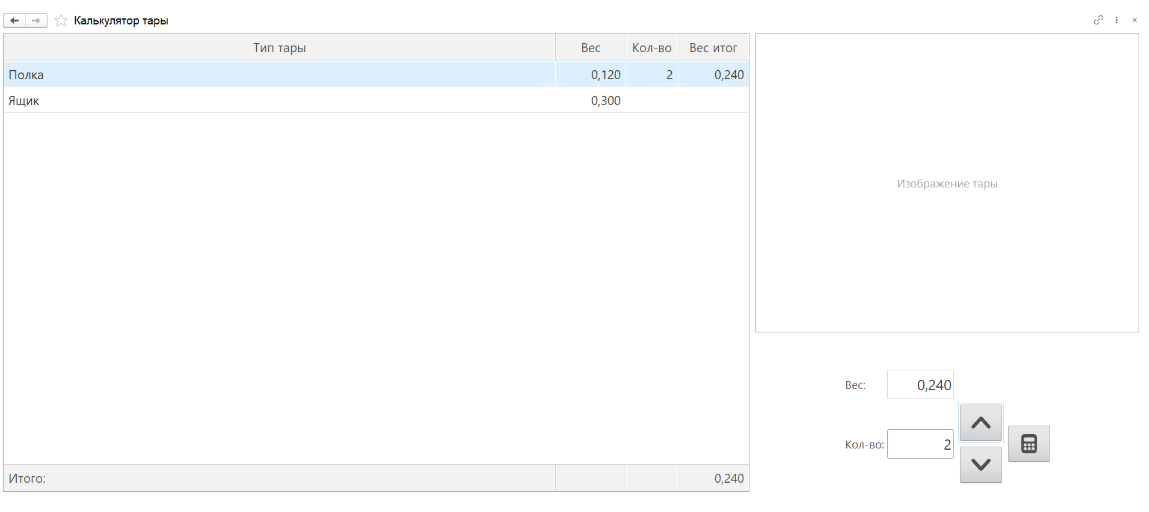 Калькулятор тары
Тип тары Вес Кол-во Вес итог
Полка 0,120 2 0,240
Ящик 0,300
Итого: 0,240
Изображение тары
Вес: 0,240
Кол-во: 2